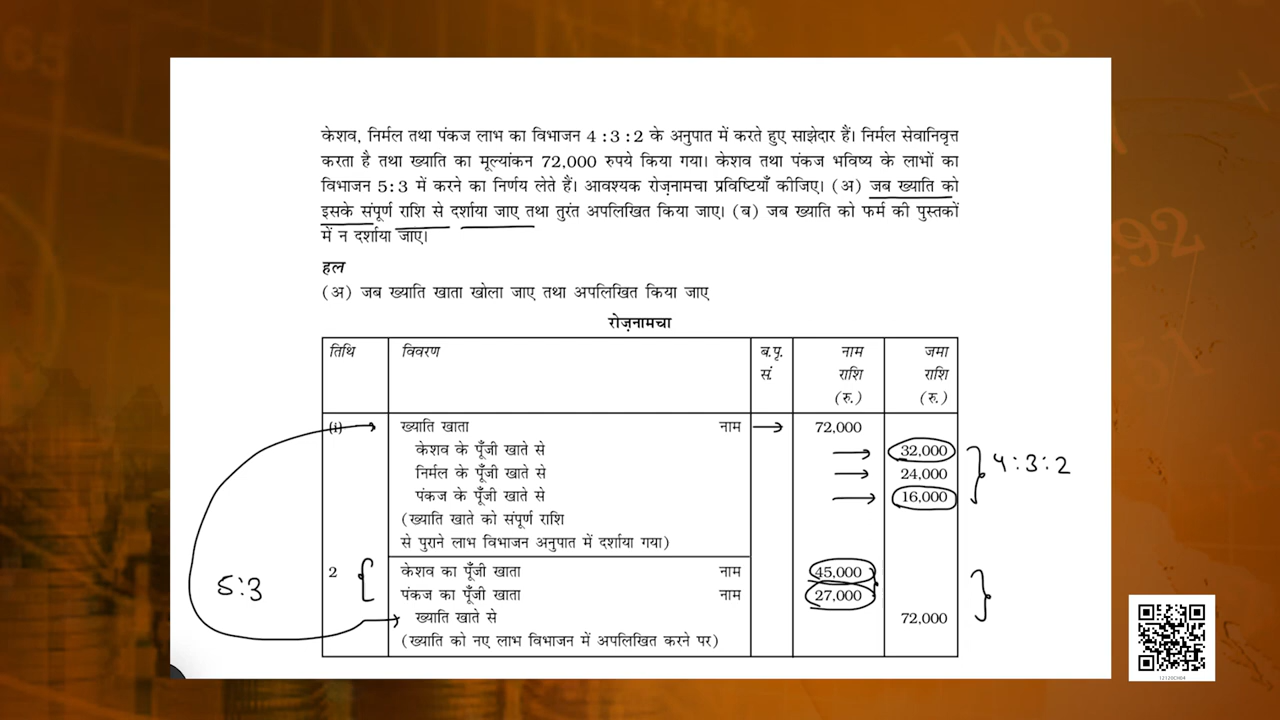 केशव, निर्मल तथा पंकज लाभ का विभाजन 4 : 3 : 2 के अनुपात में करते हुए साझेदार हैं। निर्मल सेवानिवृत्त
करता है तथा ख्याति का मूल्यांकन 72,000 रुपये किया गया। केशव तथा पंकज भविष्य के लाभों का
विभाजन 5 : 3 में करने का निर्णय लेते हैं। आवश्यक रोज़नामचा प्रविष्टियाँ कीजिए। (अ) जब ख्याति को
इसके संपूर्ण राशि से दर्शाया जाए तथा तुरंत अपलिखित किया जाए। (ब) जब ख्याति को फर्म की पुस्तकों
में न दर्शाया जाए।
हल
(अ) जब ख्याति खाता खोला जाए तथा अपलिखित किया जाए
रोज़नामचा
तिथि विवरण ब.पृ. नाम जमा
सं. राशि राशि
(रु.) (रु.)
(i) ख्याति खाता नाम 72,000
केशव के पूँजी खाते से 32,000
निर्मल के पूँजी खाते से 24,000 4 : 3 : 2
पंकज के पूँजी खाते से 16,000
(ख्याति खाते को संपूर्ण राशि
से पुराने लाभ विभाजन अनुपात में दर्शाया गया)
2 केशव का पूँजी खाता नाम 45,000
5:3 पंकज का पूँजी खाता नाम 27,000
ख्याति खाते से 72,000
(ख्याति को नए लाभ विभाजन में अपलिखित करने पर)